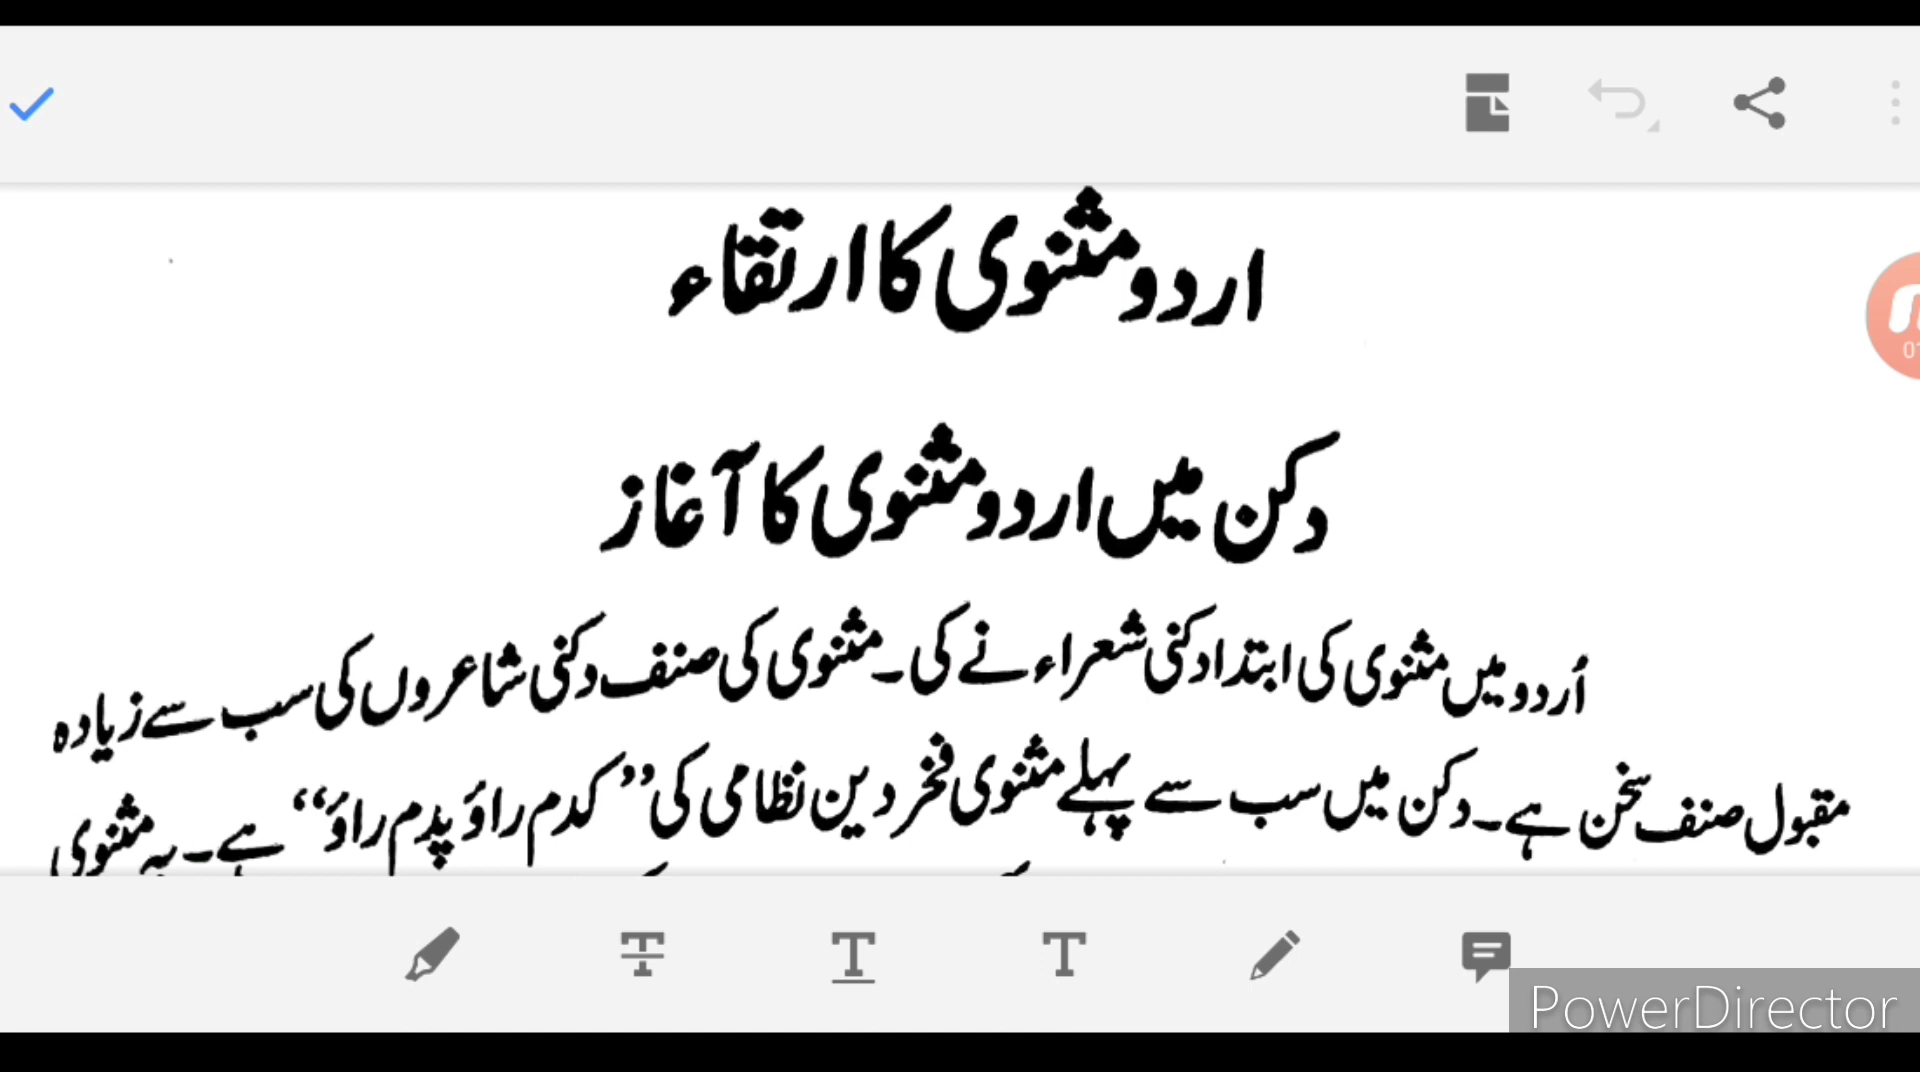 اردو مثنوی کا ارتقاء
دکن میں اردو مثنوی کا آغاز
اُردو میں مثنوی کی ابتدا دکنی شعراء نے کی۔ مثنوی کی صنف دکنی شاعروں کی سب سے زیادہ
مقبول صنف سخن ہے۔ دکن میں سب سے پہلے مثنوی فخر دین نظامی کی ”کدم راؤ پدم راؤ“ ہے۔ یہ مثنوی
PowerDirector